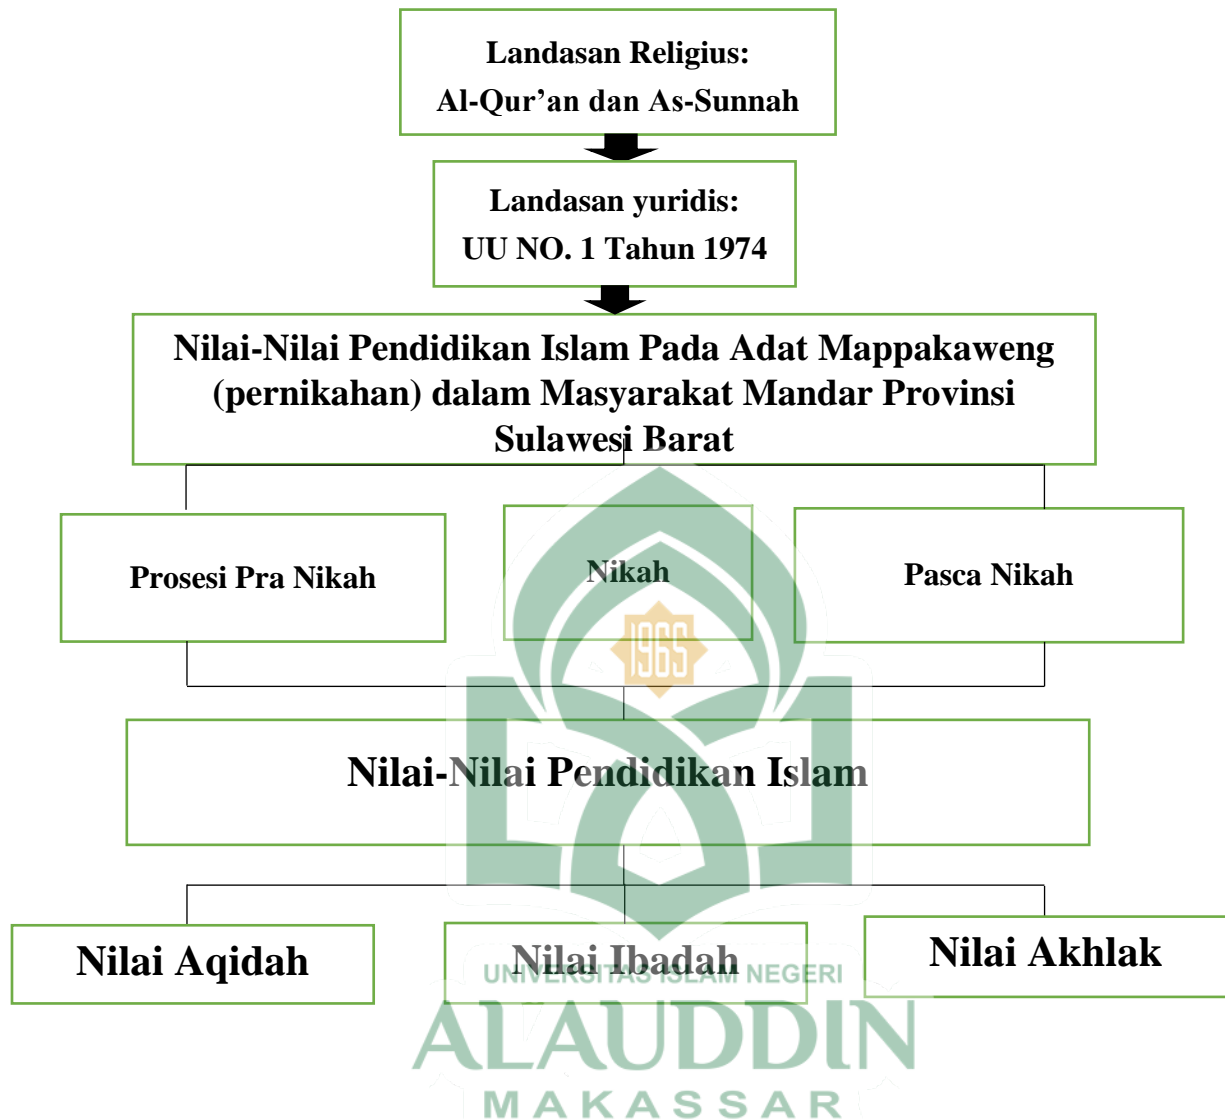 Landasan Religius:
Al-Qur’an dan As-Sunnah
Landasan yuridis:
UU NO. 1 Tahun 1974
Nilai-Nilai Pendidikan Islam Pada Adat Mappakaweng
(pernikahan) dalam Masyarakat Mandar Provinsi
Sulawesi Barat
Prosesi Pra Nikah
Nikah
Pasca Nikah
1965
Nilai-Nilai Pendidikan Islam
Nilai Aqidah
Nilai Ibadah
Nilai Akhlak
UNIVERSITAS ISLAM NEGERI
ALAUDDIN
MAKASSAR